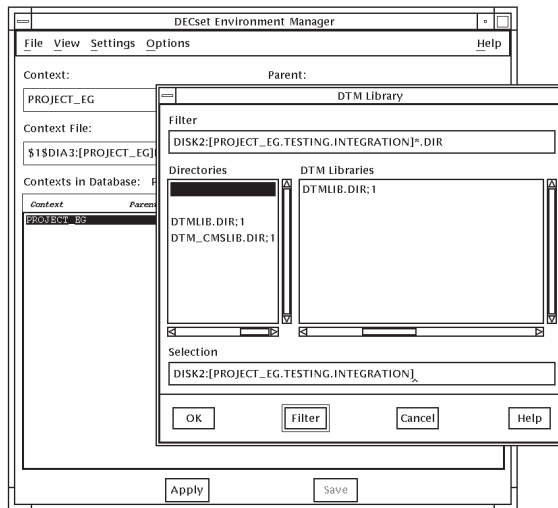 DECset Environment Manager
File View Settings Options Help
Context: Parent:
PROJECT_EG
Context File:
$1$DIA3:[PROJECT_EG]
Contexts in Database:
Context Paren
PROJECT_EG
DTM Library
Filter
DISK2:[PROJECT_EG.TESTING.INTEGRATION]*.DIR
Directories DTM Libraries
DTMLIB.DIR;1
DTMLIB.DIR;1
DTM_CMSLIB.DIR;1
Selection
DISK2:[PROJECT_EG.TESTING.INTEGRATION]
OK Filter Cancel Help
Apply Save